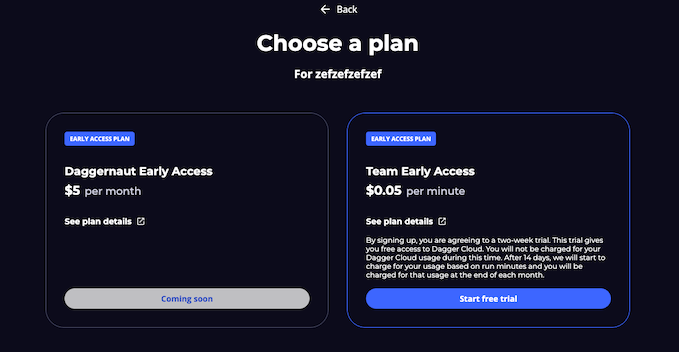 Back
Choose a plan
For zefzefzefzef
EARLY ACCESS PLAN
Daggernaut Early Access
$5 per month
See plan details
Coming soon
EARLY ACCESS PLAN
Team Early Access
$0.05 per minute
See plan details
By signing up, you are agreeing to a two-week trial. This trial gives
you free access to Dagger Cloud. You will not be charged for your
Dagger Cloud usage during this time. After 14 days, we will start to
charge for your usage based on run minutes and you will be
charged for that usage at the end of each month.
Start free trial